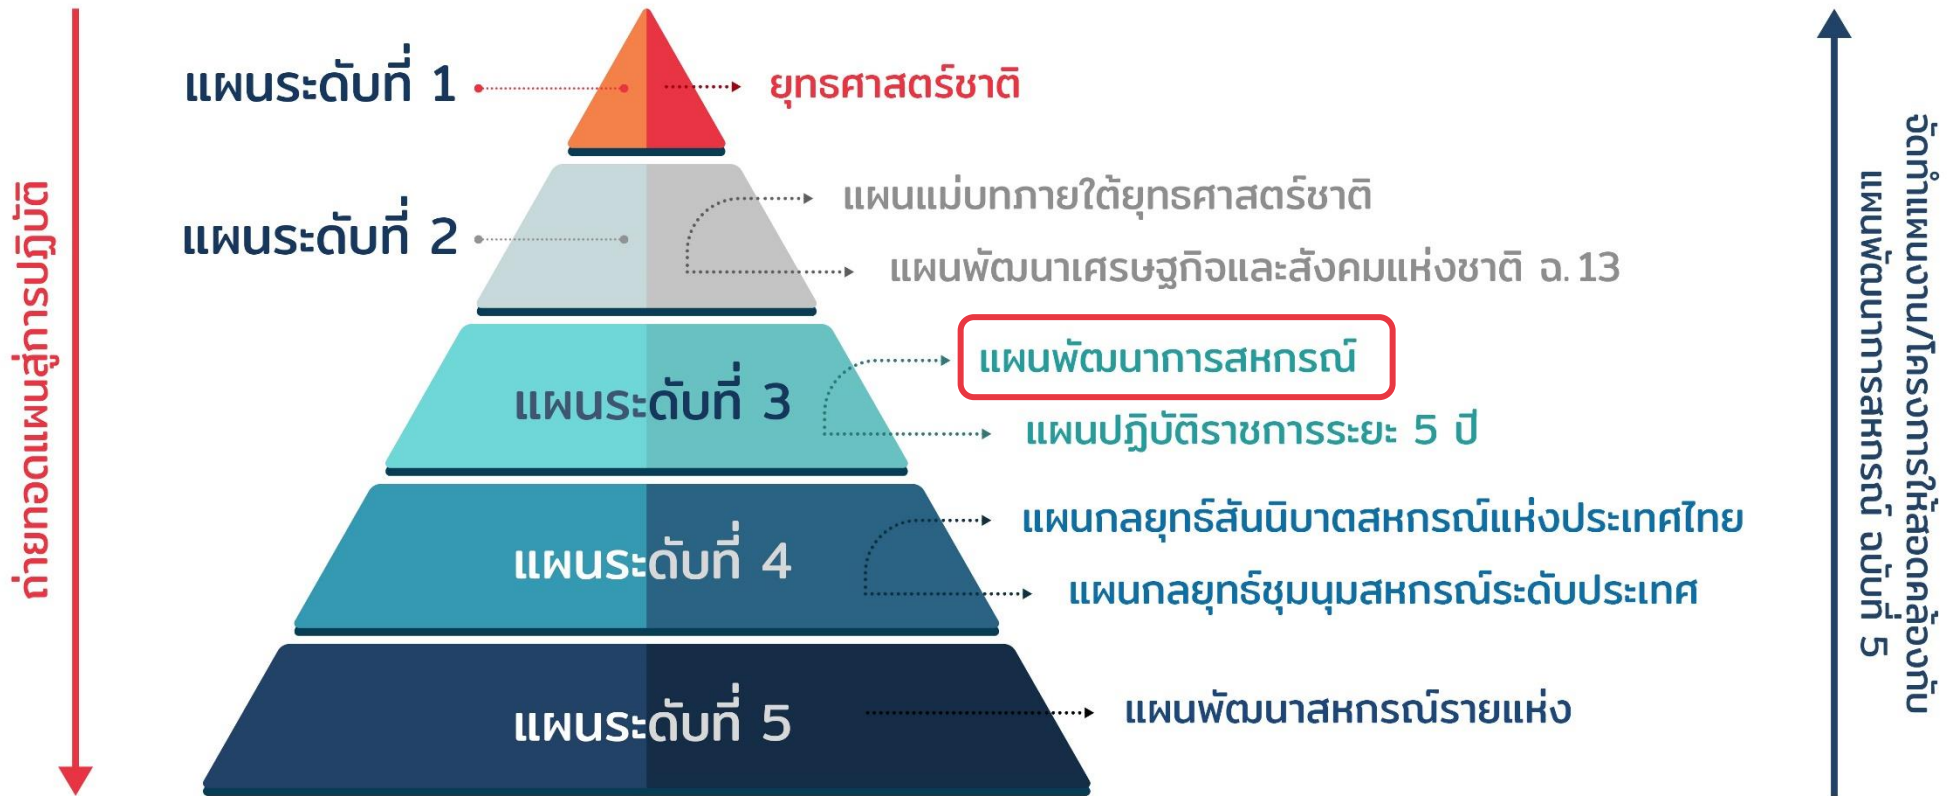 แผนระดับที่ 1
ยุทธศาสตร์ชาติ
แผนระดับที่ 2
แผนแม่บทภายใต้ยุทธศาสตร์ชาติ
แผนพัฒนาเศรษฐกิจและสังคมแห่งชาติ ฉ.13
แผนระดับที่ 3
แผนพัฒนาการสหกรณ์
แผนปฏิบัติราชการระยะ 5 ปี
แผนระดับที่ 4
แผนกลยุทธ์สันนิบาตสหกรณ์แห่งประเทศไทย
แผนกลยุทธ์ชุมนุมสหกรณ์ระดับประเทศ
แผนระดับที่ 5
แผนพัฒนาสหกรณ์รายแห่ง
ถ่ายทอดแผนสู่การปฏิบัติ
จัดทำแผนงาน/โครงการให้สอดคล้องกับ
แผนพัฒนาการสหกรณ์ ฉบับที่ 5